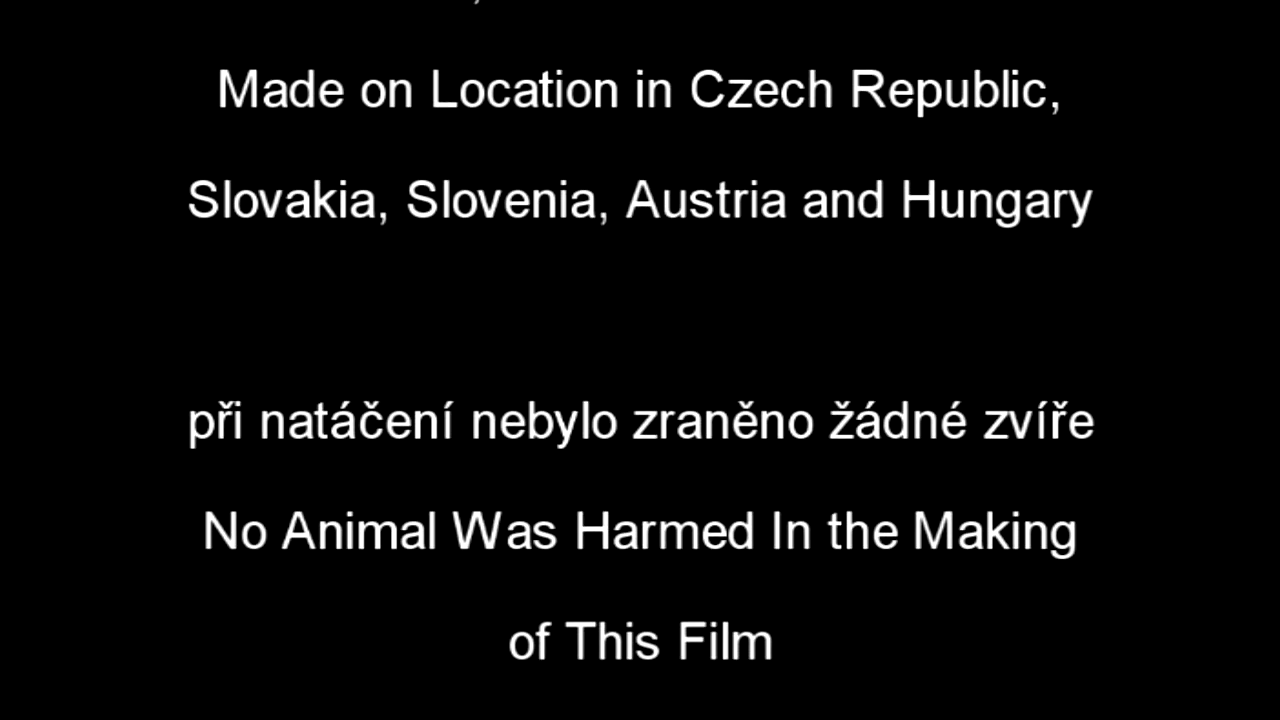 Made on Location in Czech Republic,
Slovakia, Slovenia, Austria and Hungary
při natáčení nebylo zraněno žádné zvíře
No Animal Was Harmed In the Making
of This Film